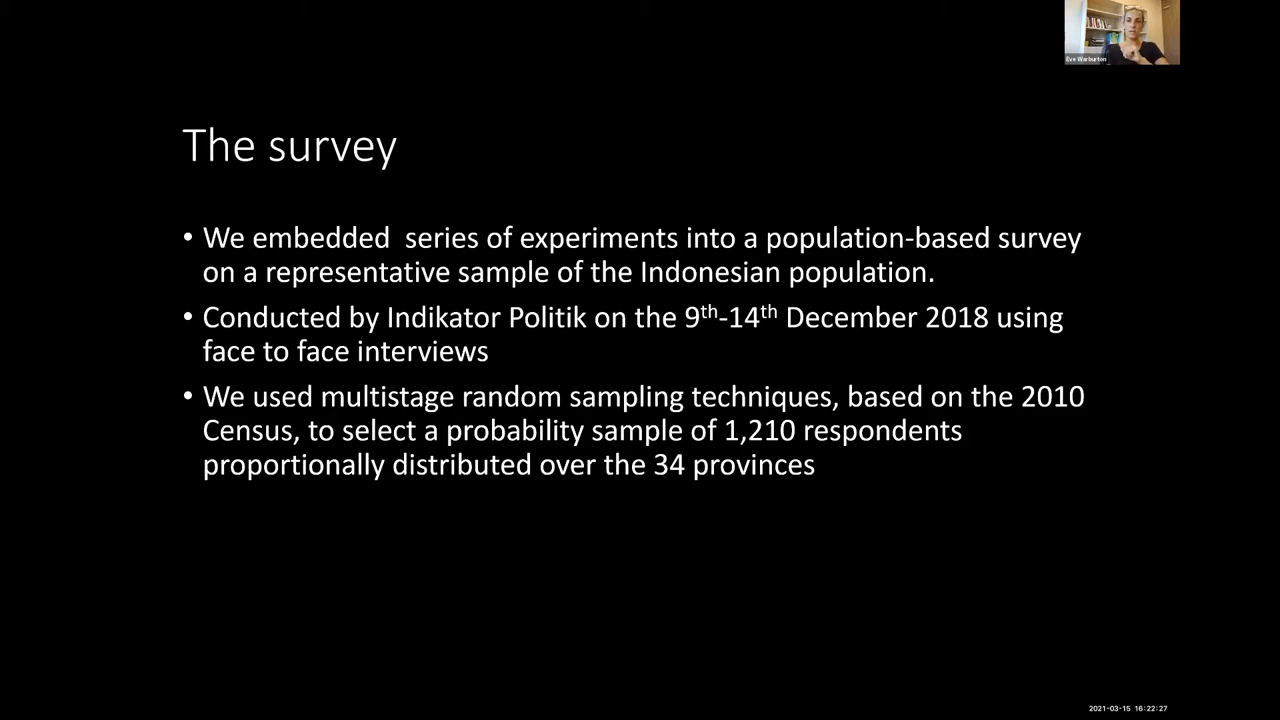 Eve Warburton
The survey
• We embedded  series of experiments into a population-based survey
on a representative sample of the Indonesian population.
• Conducted by Indikator Politik on the 9th-14th December 2018 using
face to face interviews
• We used multistage random sampling techniques, based on the 2010
Census, to select a probability sample of 1,210 respondents
proportionally distributed over the 34 provinces
2021-03-15 16:22:27